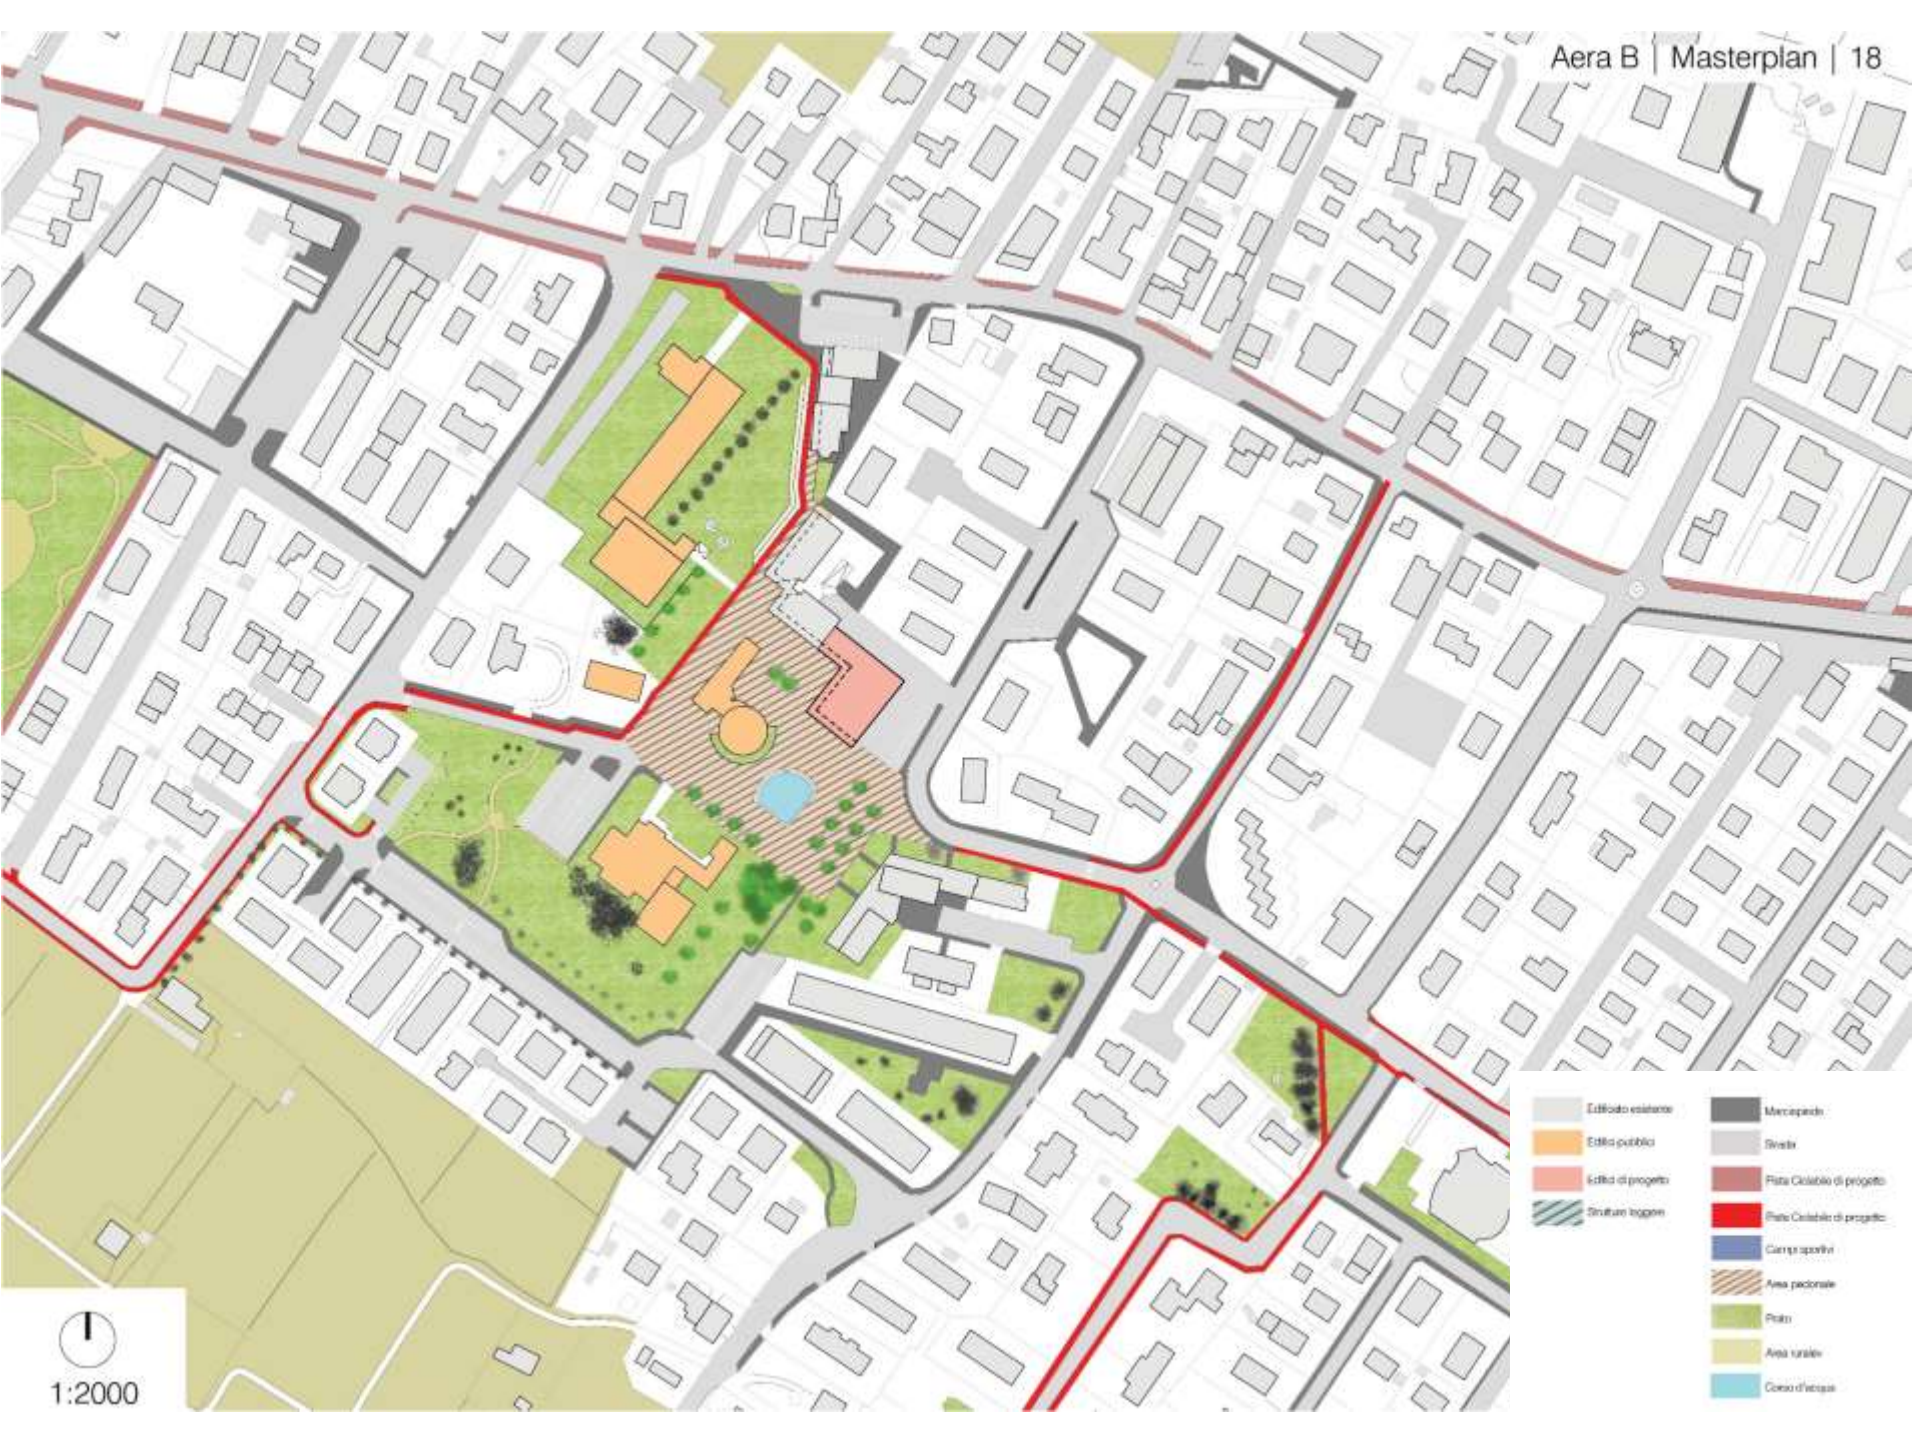 Aera B | Masterplan | 18
Edificato esistente
Edifici pubblici
Edifici di progetto
Strutture leggere
Marciapiede
Strada
Pista Ciclabile di progetto
Pista Ciclabile di progetto
Campi sportivi
Area pedonale
Prato
Area rurale
Corso d'acqua
1:2000